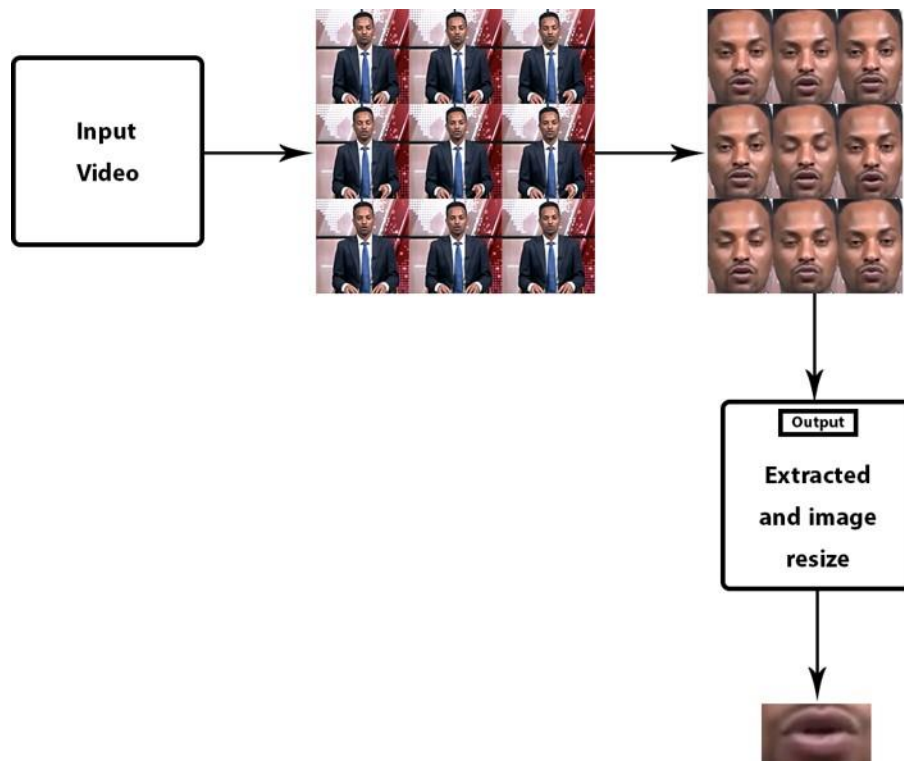 Input
Video
Output
Extracted
and image
resize